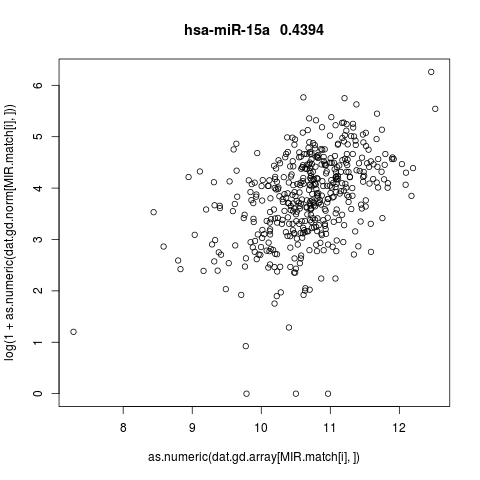 hsa-miR-15a 0.4394
log(1 + as.numeric(dat.gd.norm[MIR.match[i], ]))
6
5
4
3
2
1
0
8 9 10 11 12
as.numeric(dat.gd.array[MIR.match[i], ])